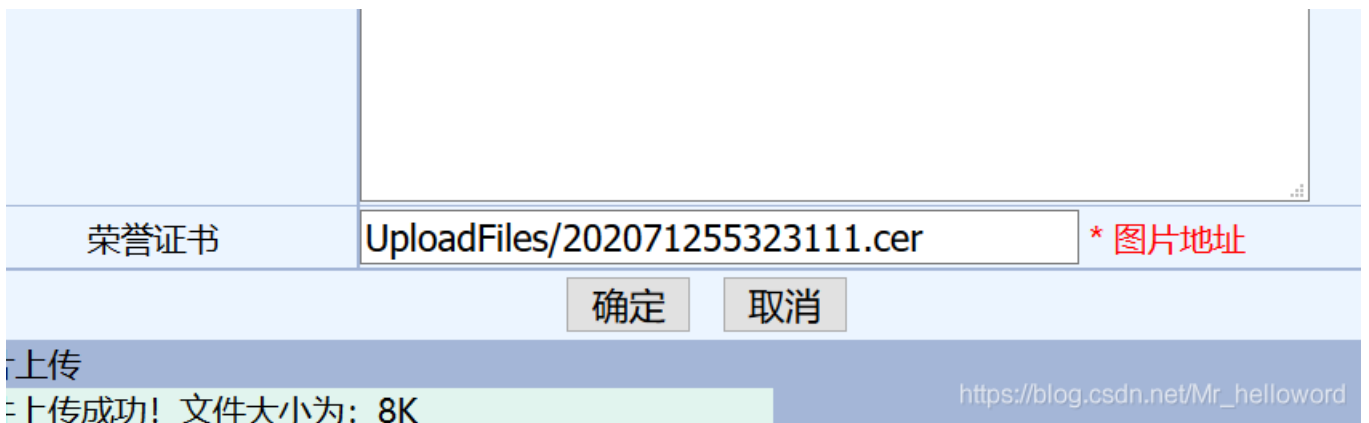 荣誉证书 UploadFiles/202071255323111.cer * 图片地址
确定 取消
上传
上传成功！文件大小为：8K
https://blog.csdn.net/Mr_helloword